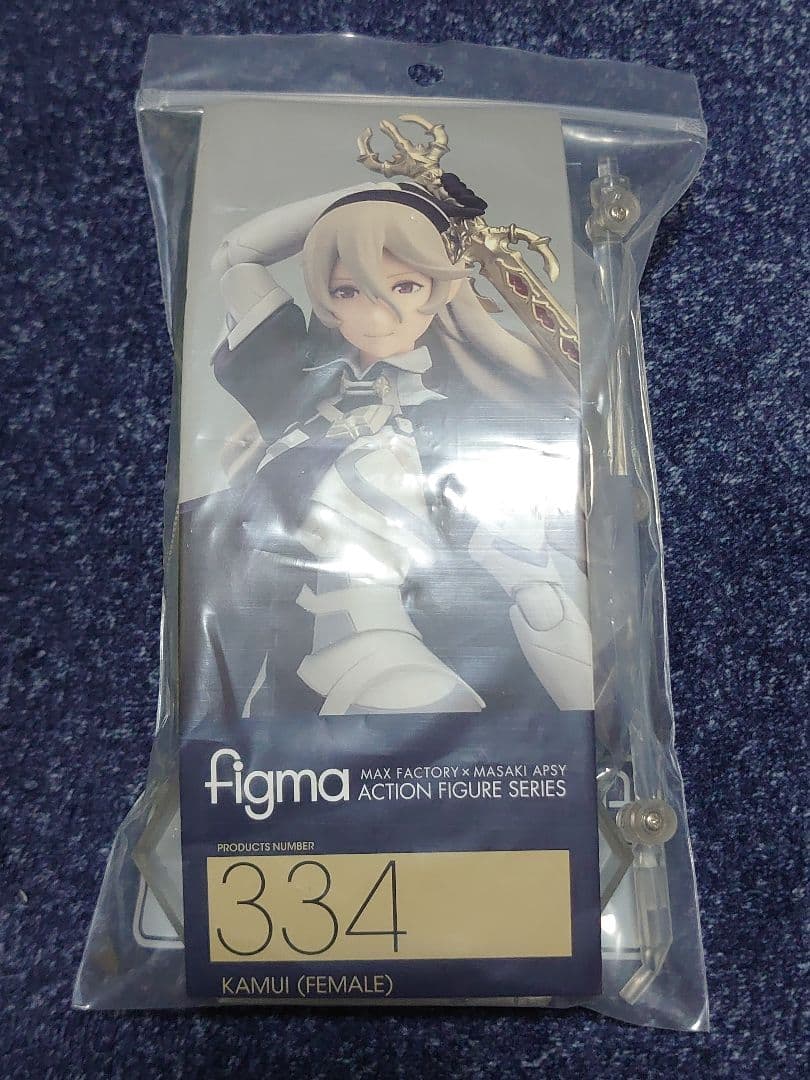 figma
MAX FACTORY × MASAKI APSY
ACTION FIGURE SERIES
PRODUCTS NUMBER
334
KAMUI (FEMALE)